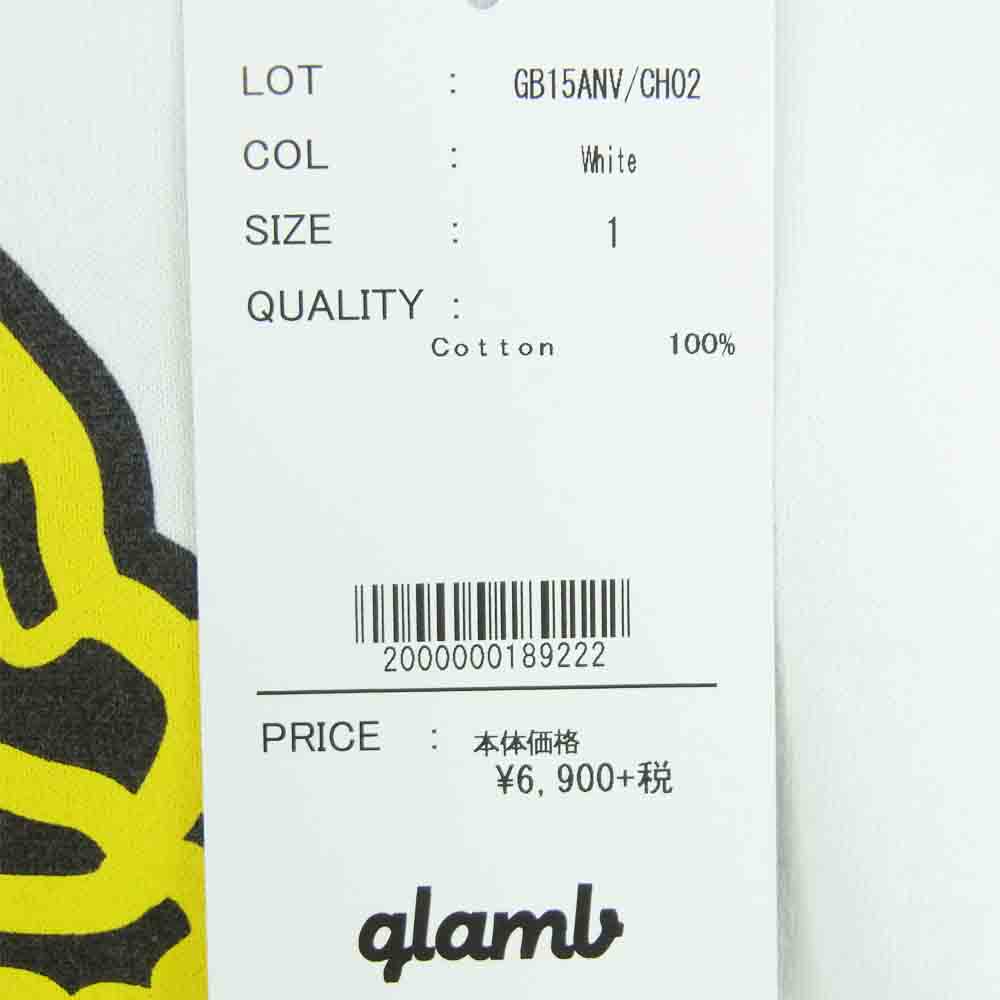 LOT : GB15ANV/CH02
COL : White
SIZE : 1
QUALITY :
Cotton 100%
2000000189222
PRICE : 本体価格
¥6,900+税
glamb